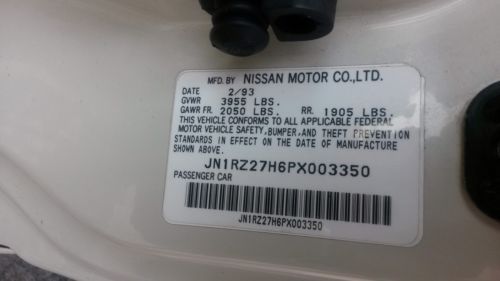 MFD. BY NISSAN MOTOR CO.,LTD.
DATE 2/93
GVWR 3955 LBS.
GAWR FR. 2050 LBS. RR. 1905 LBS.
THIS VEHICLE CONFORMS TO ALL APPLICABLE FEDERAL
MOTOR VEHICLE SAFETY, BUMPER, AND THEFT PREVENTION
STANDARDS IN EFFECT ON THE DATE OF MANUFACTURE
SHOWN ABOVE.
JN1RZ27H6PX003350
PASSENGER CAR
JN1RZ27H6PX003350